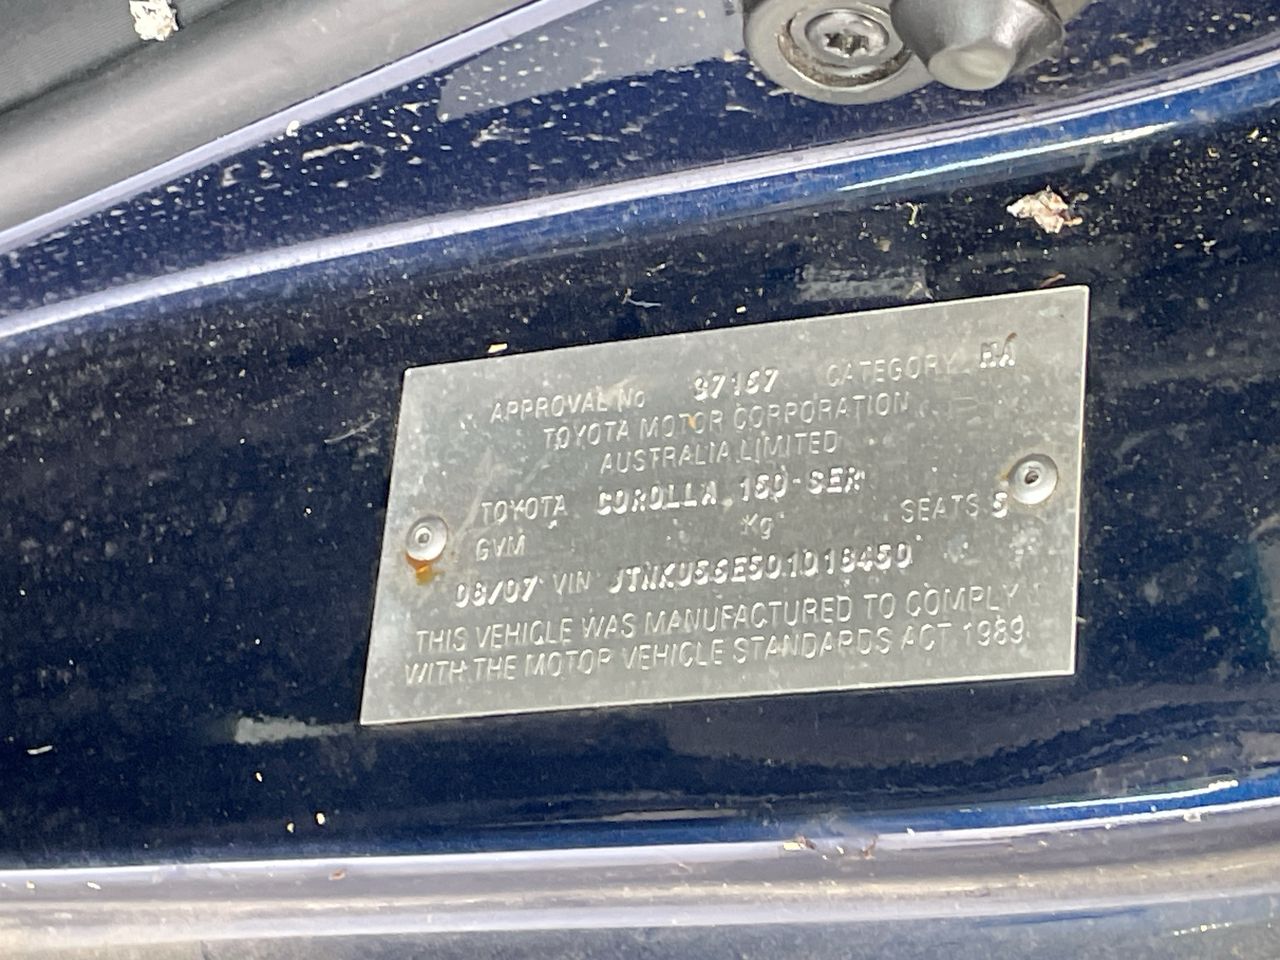 APPROVAL No 37167 CATEGORY MA
TOYOTA MOTOR CORPORATION
AUSTRALIA LIMITED
TOYOTA COROLLA 150-SER
GVM Kg SEATS 5
08/07 VIN JTNKU56E501018450
THIS VEHICLE WAS MANUFACTURED TO COMPLY
WITH THE MOTOR VEHICLE STANDARDS ACT 1989